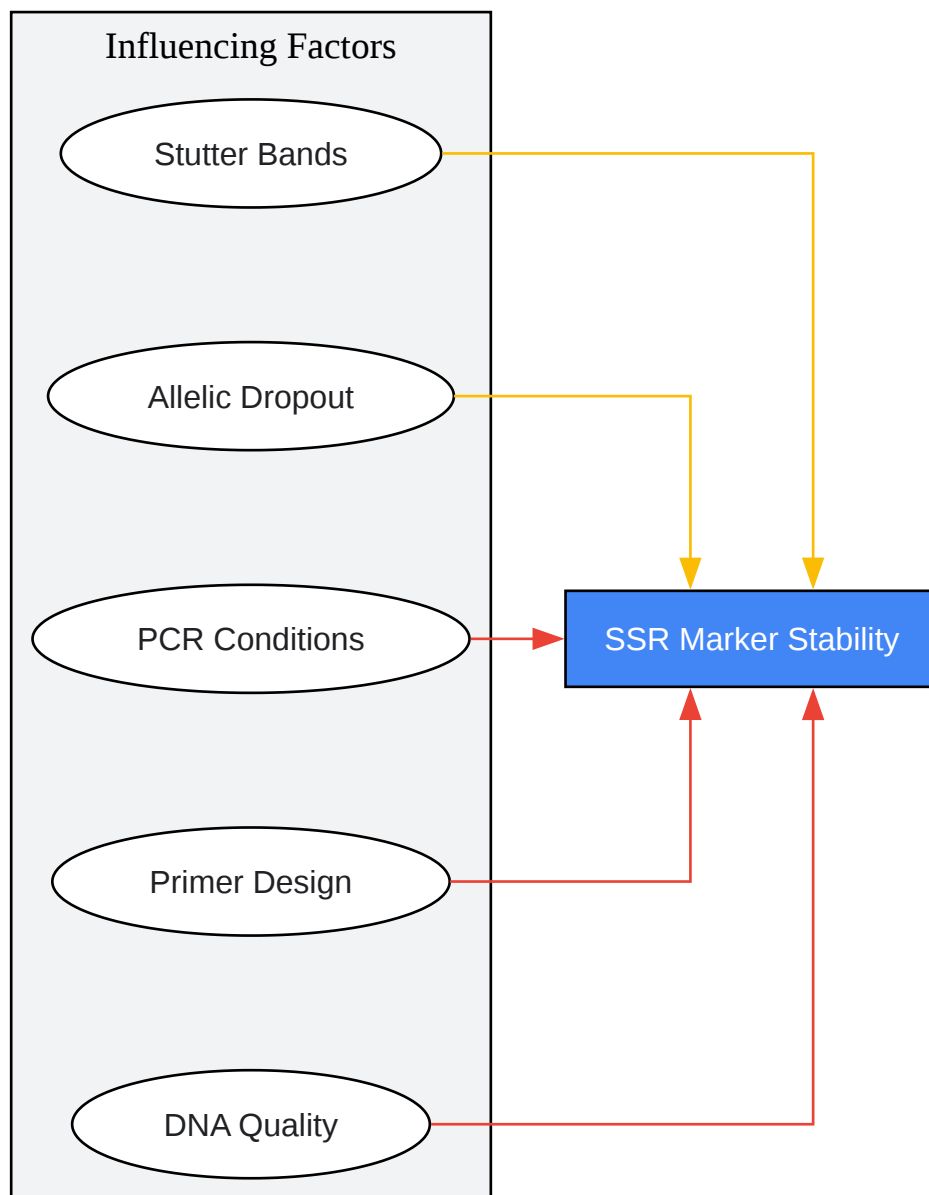 Influencing Factors
Stutter Bands
Allelic Dropout
PCR Conditions
SSR Marker Stability
Primer Design
DNA Quality